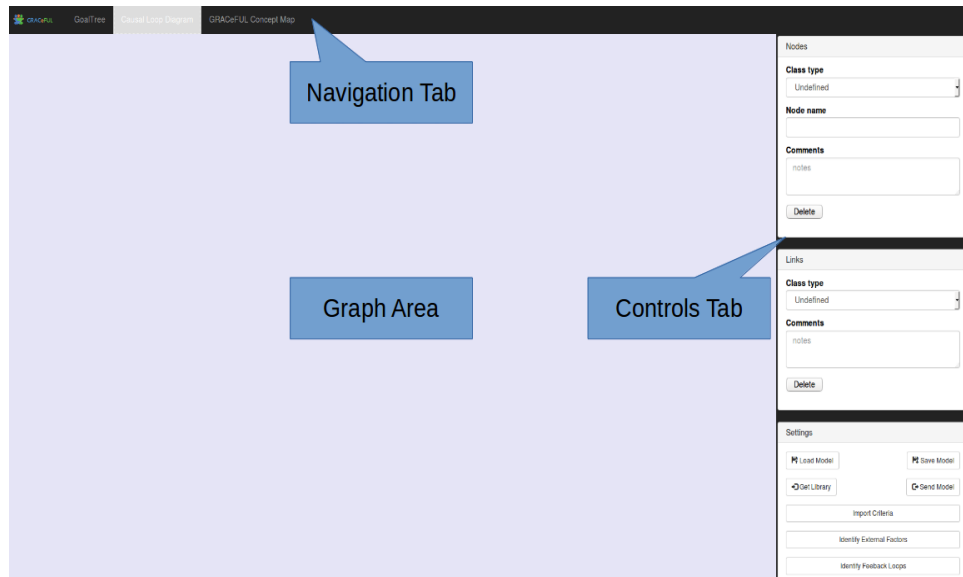 GRACeFUL GoalTree Causal Loop Diagram GRACeFUL Concept Map
Navigation Tab
Graph Area
Controls Tab
Nodes
Class type
Undefined
Node name
Comments
notes
Delete
Links
Class type
Undefined
Comments
notes
Delete
Settings
Load Model Save Model
Get Library Send Model
Import Criteria
Identify External Factors
Identify Feeback Loops